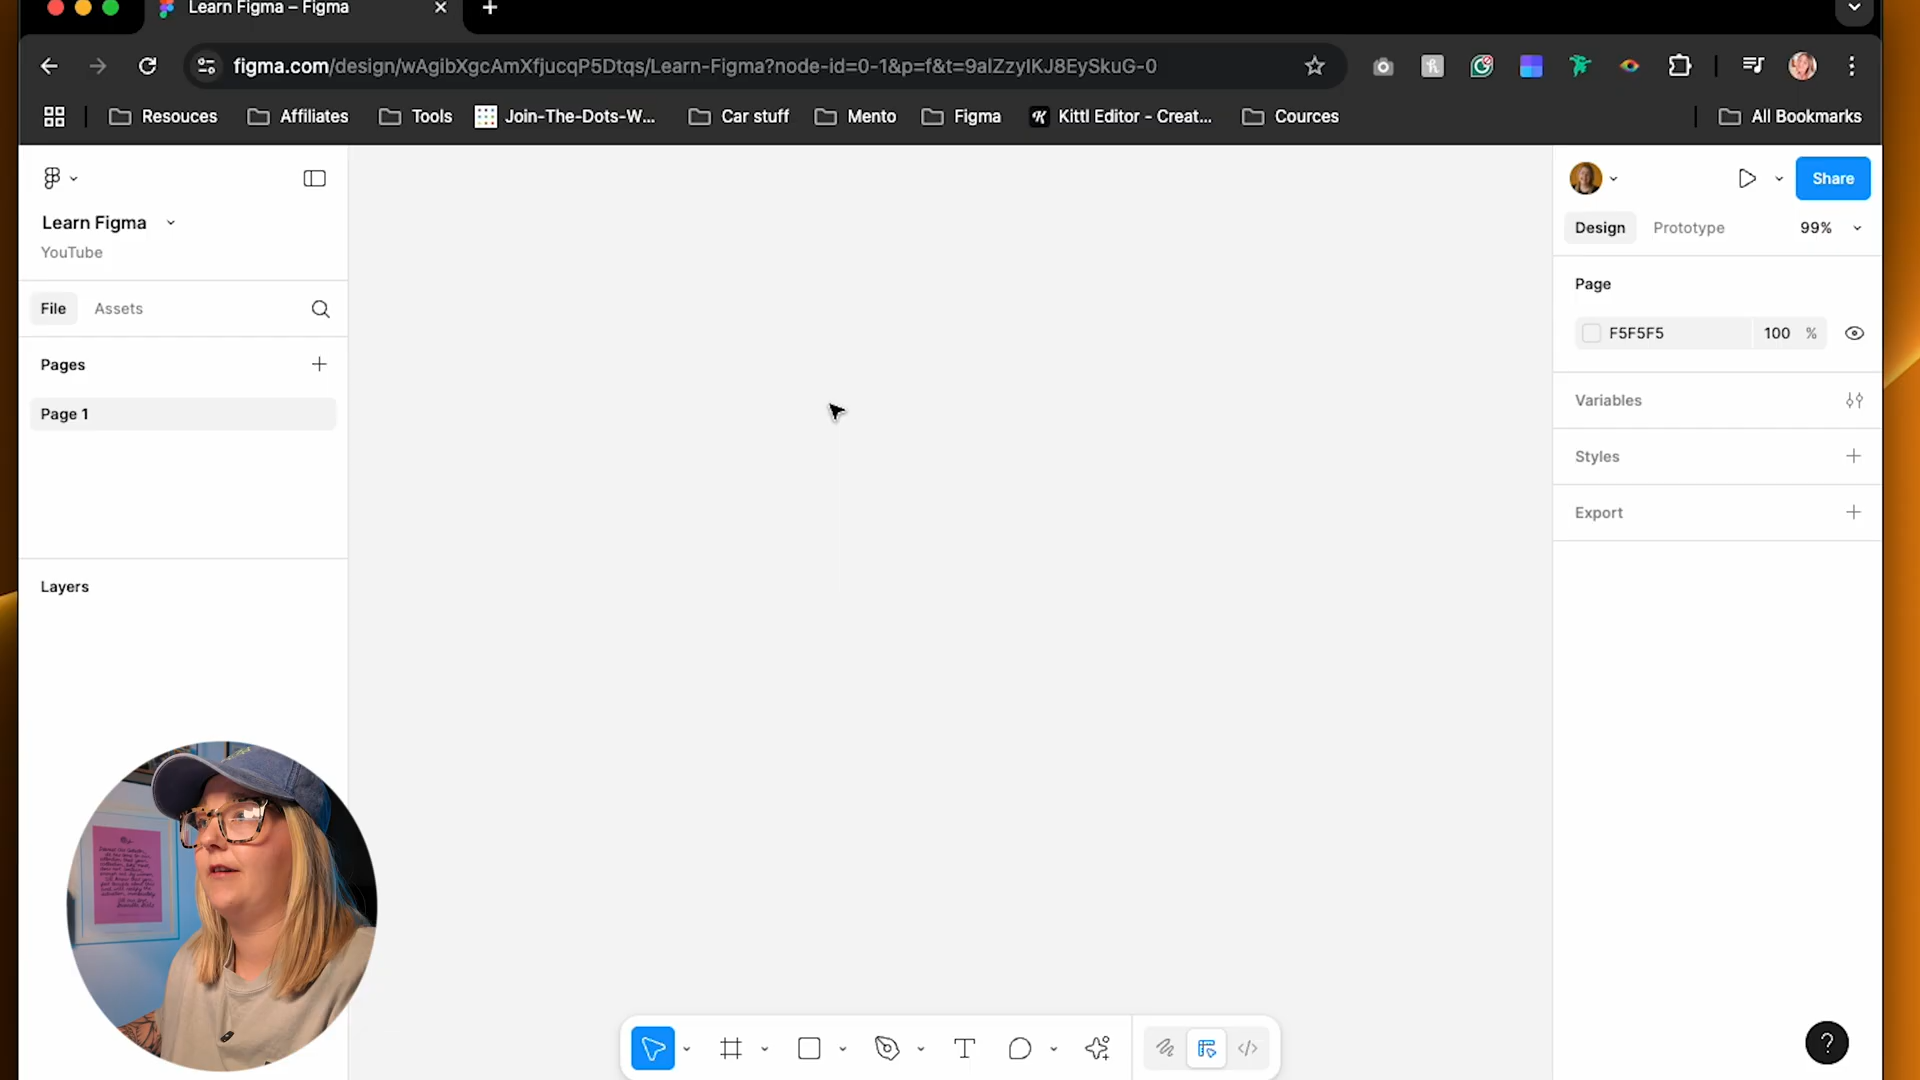 Learn Figma – Figma
figma.com/design/wAgibXgcAmXfjucqP5Dtqs/Learn-Figma?node-id=0-1&p=f&t=9alZzyIKJ8EySkuG-0
Resouces
Affiliates
Tools
Join-The-Dots-W...
Car stuff
Mento
Figma
Kittl Editor - Creat...
Cources
All Bookmarks
Learn Figma
YouTube
File
Assets
Pages
Page 1
Layers
Share
Design
Prototype
99%
Page
F5F5F5
100 %
Variables
Styles
Export